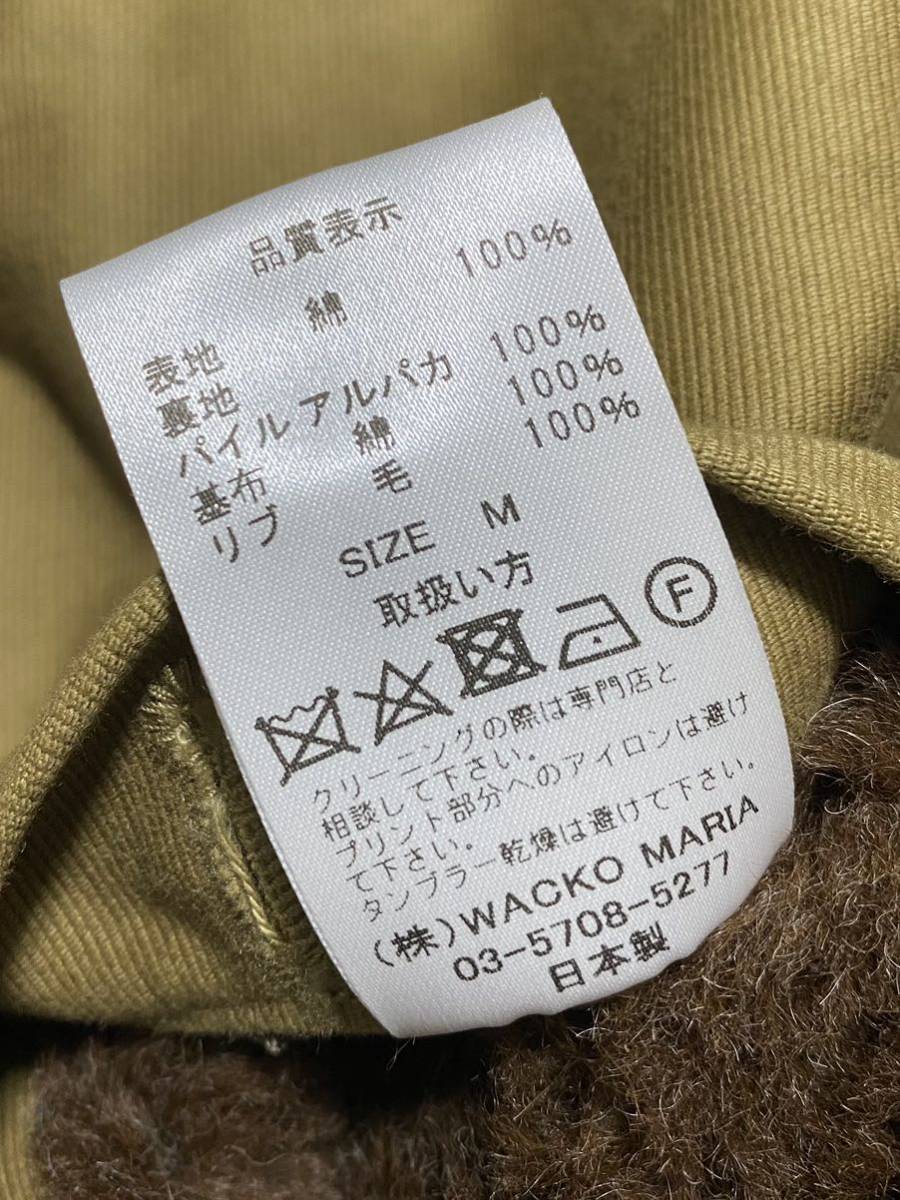 品質表示
表地 綿 100%
裏地
パイル アルパカ 100%
基布 綿 100%
リブ 毛 100%
SIZE M
取扱い方
F
クリーニングの際は専門店と
相談して下さい。
プリント部分へのアイロンは避け
て下さい。
タンブラー乾燥は避けて下さい。
(株)WACKO MARIA
03-5708-5277
日本製